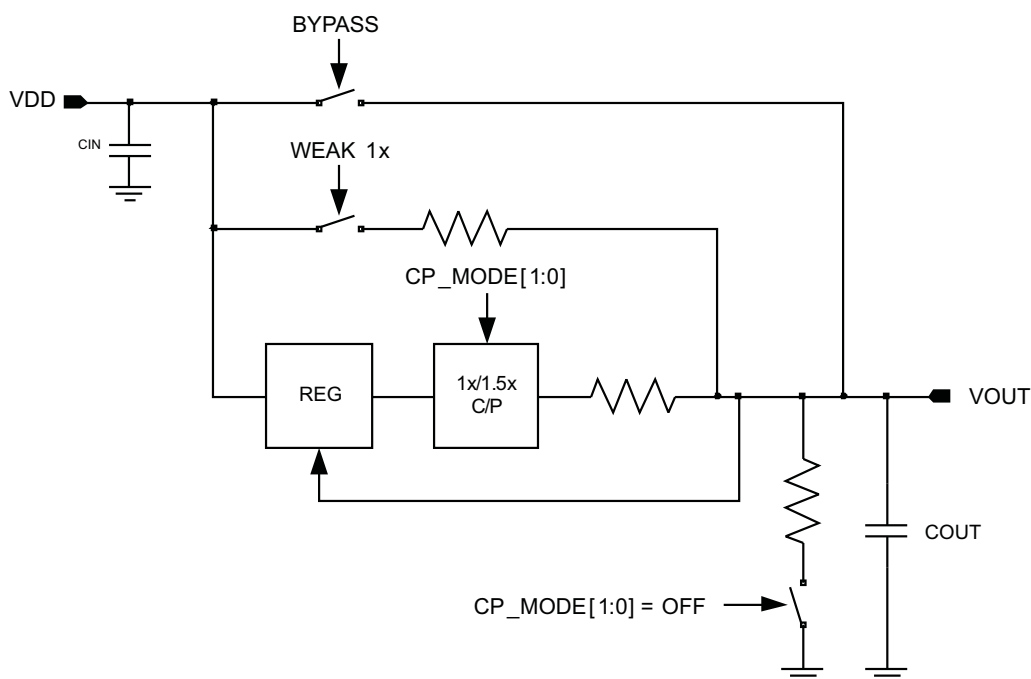 BYPASS
VDD
CIN
WEAK 1x
CP_MODE[1:0]
REG
1x/1.5x
C/P
VOUT
COUT
CP_MODE[1:0] = OFF